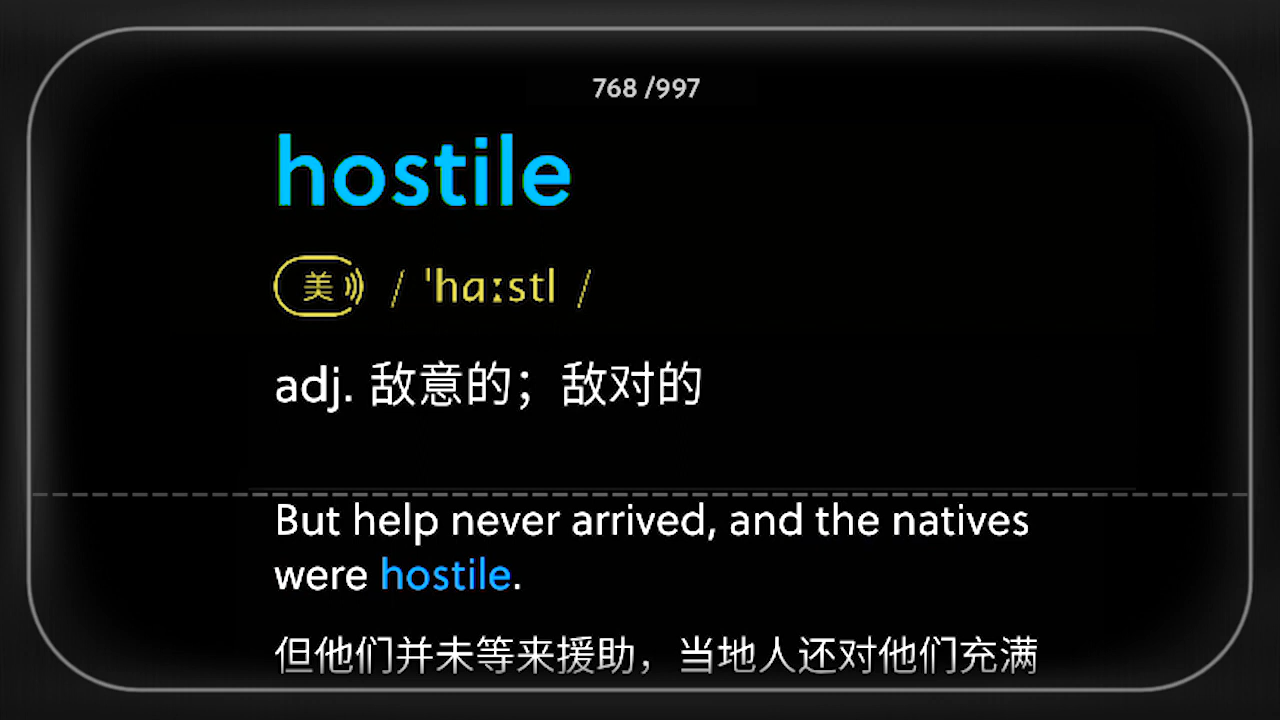 768 /997
hostile
美 / ˈhɑːstl /
adj. 敌意的；敌对的
But help never arrived, and the natives
were hostile.
但他们并未等来援助，当地人还对他们充满